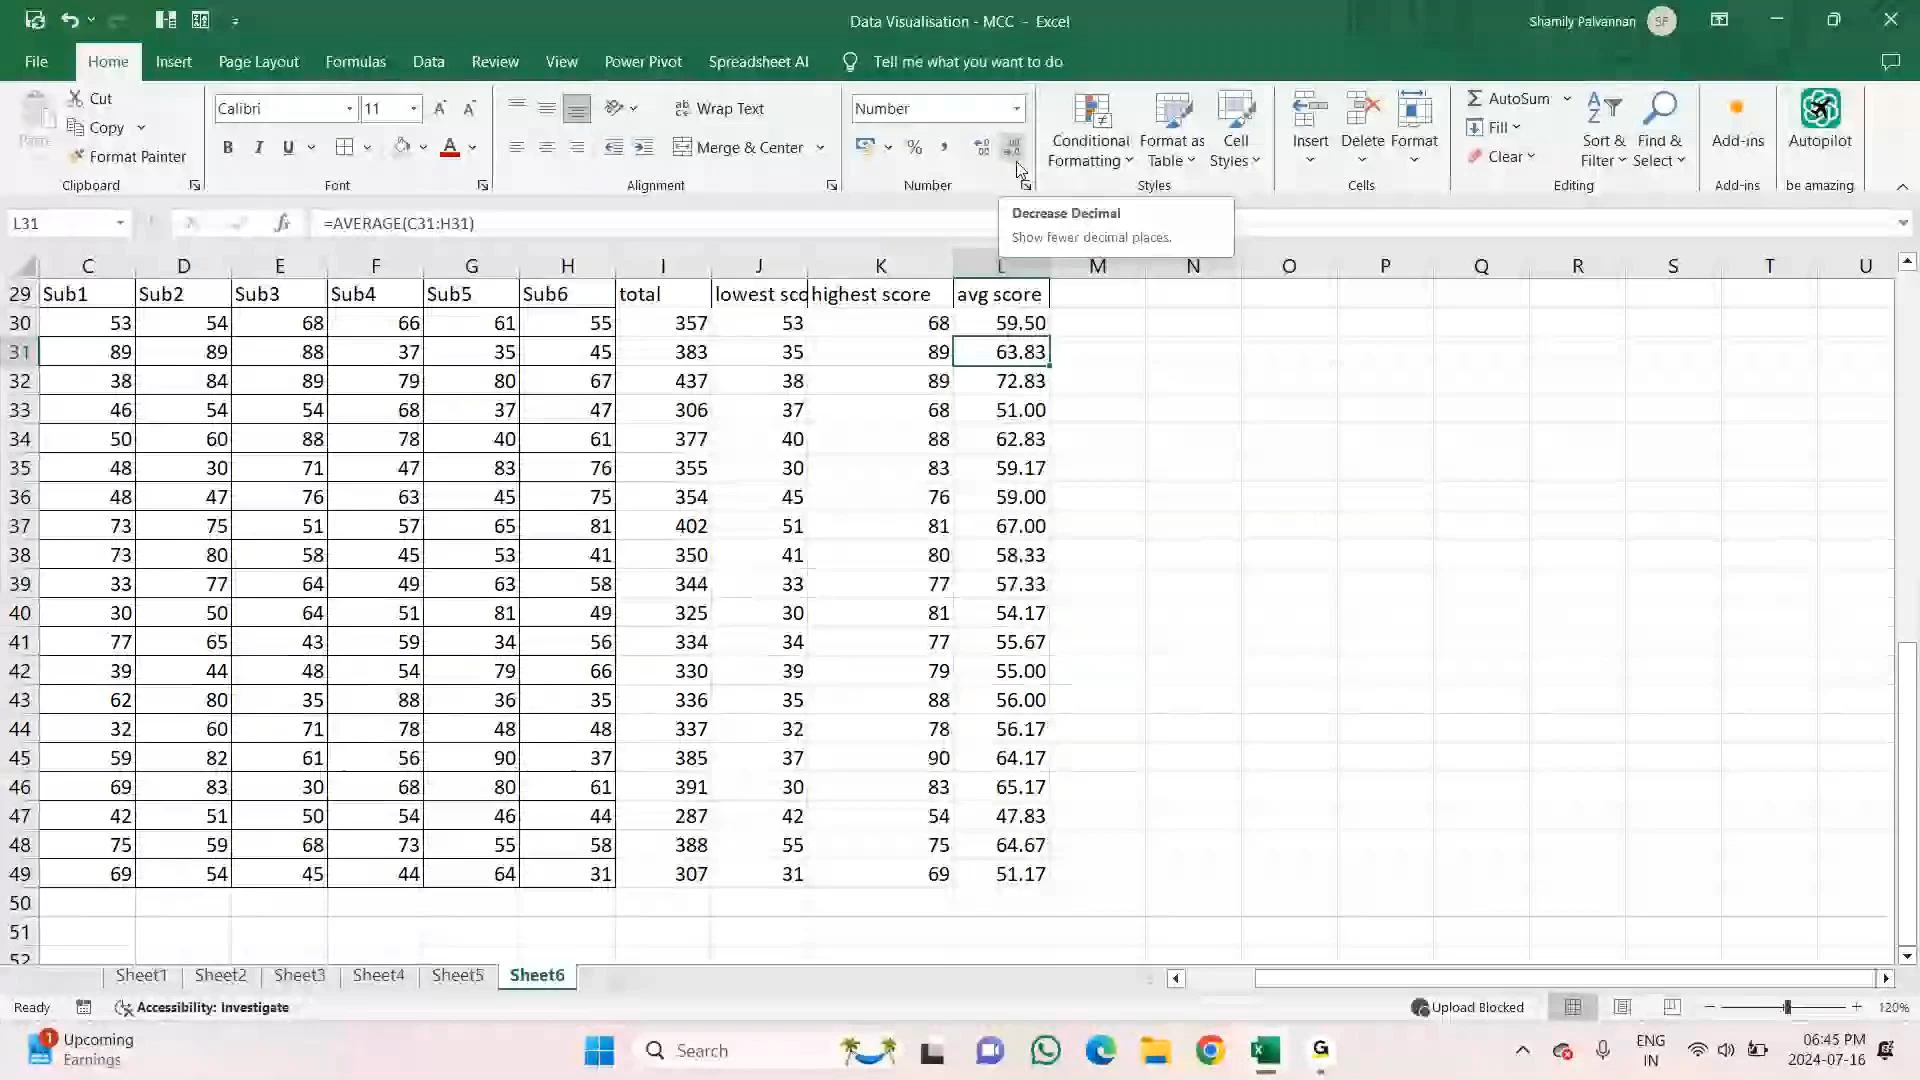 Data Visualisation - MCC - Excel
Shamily Palvannan SF
File Home Insert Page Layout Formulas Data Review View Power Pivot Spreadsheet AI Tell me what you want to do
Paste
Cut
Copy
Format Painter
Clipboard
Calibri 11
B I U
Font
Wrap Text
Merge & Center
Alignment
Number
%
Number
Conditional Formatting
Format as Table
Cell Styles
Styles
Insert
Delete
Format
Cells
AutoSum
Fill
Clear
Sort & Filter
Find & Select
Editing
Add-ins
Add-ins
Autopilot
be amazing
Decrease Decimal
Show fewer decimal places.
L31 fx =AVERAGE(C31:H31)
C D E F G H I J K L M N O P Q R S T U
29 Sub1 Sub2 Sub3 Sub4 Sub5 Sub6 total lowest sco highest score avg score
30 53 54 68 66 61 55 357 53 68 59.50
31 89 89 88 37 35 45 383 35 89 63.83
32 38 84 89 79 80 67 437 38 89 72.83
33 46 54 54 68 37 47 306 37 68 51.00
34 50 60 88 78 40 61 377 40 88 62.83
35 48 30 71 47 83 76 355 30 83 59.17
36 48 47 76 63 45 75 354 45 76 59.00
37 73 75 51 57 65 81 402 51 81 67.00
38 73 80 58 45 53 41 350 41 80 58.33
39 33 77 64 49 63 58 344 33 77 57.33
40 30 50 64 51 81 49 325 30 81 54.17
41 77 65 43 59 34 56 334 34 77 55.67
42 39 44 48 54 79 66 330 39 79 55.00
43 62 80 35 88 36 35 336 35 88 56.00
44 32 60 71 78 48 48 337 32 78 56.17
45 59 82 61 56 90 37 385 37 90 64.17
46 69 83 30 68 80 61 391 30 83 65.17
47 42 51 50 54 46 44 287 42 54 47.83
48 75 59 68 73 55 58 388 55 75 64.67
49 69 54 45 44 64 31 307 31 69 51.17
50
51
52
Sheet1 Sheet2 Sheet3 Sheet4 Sheet5 Sheet6
Ready Accessibility: Investigate Upload Blocked 120%
1 Upcoming
Earnings
Search
ENG
IN
06:45 PM
2024-07-16